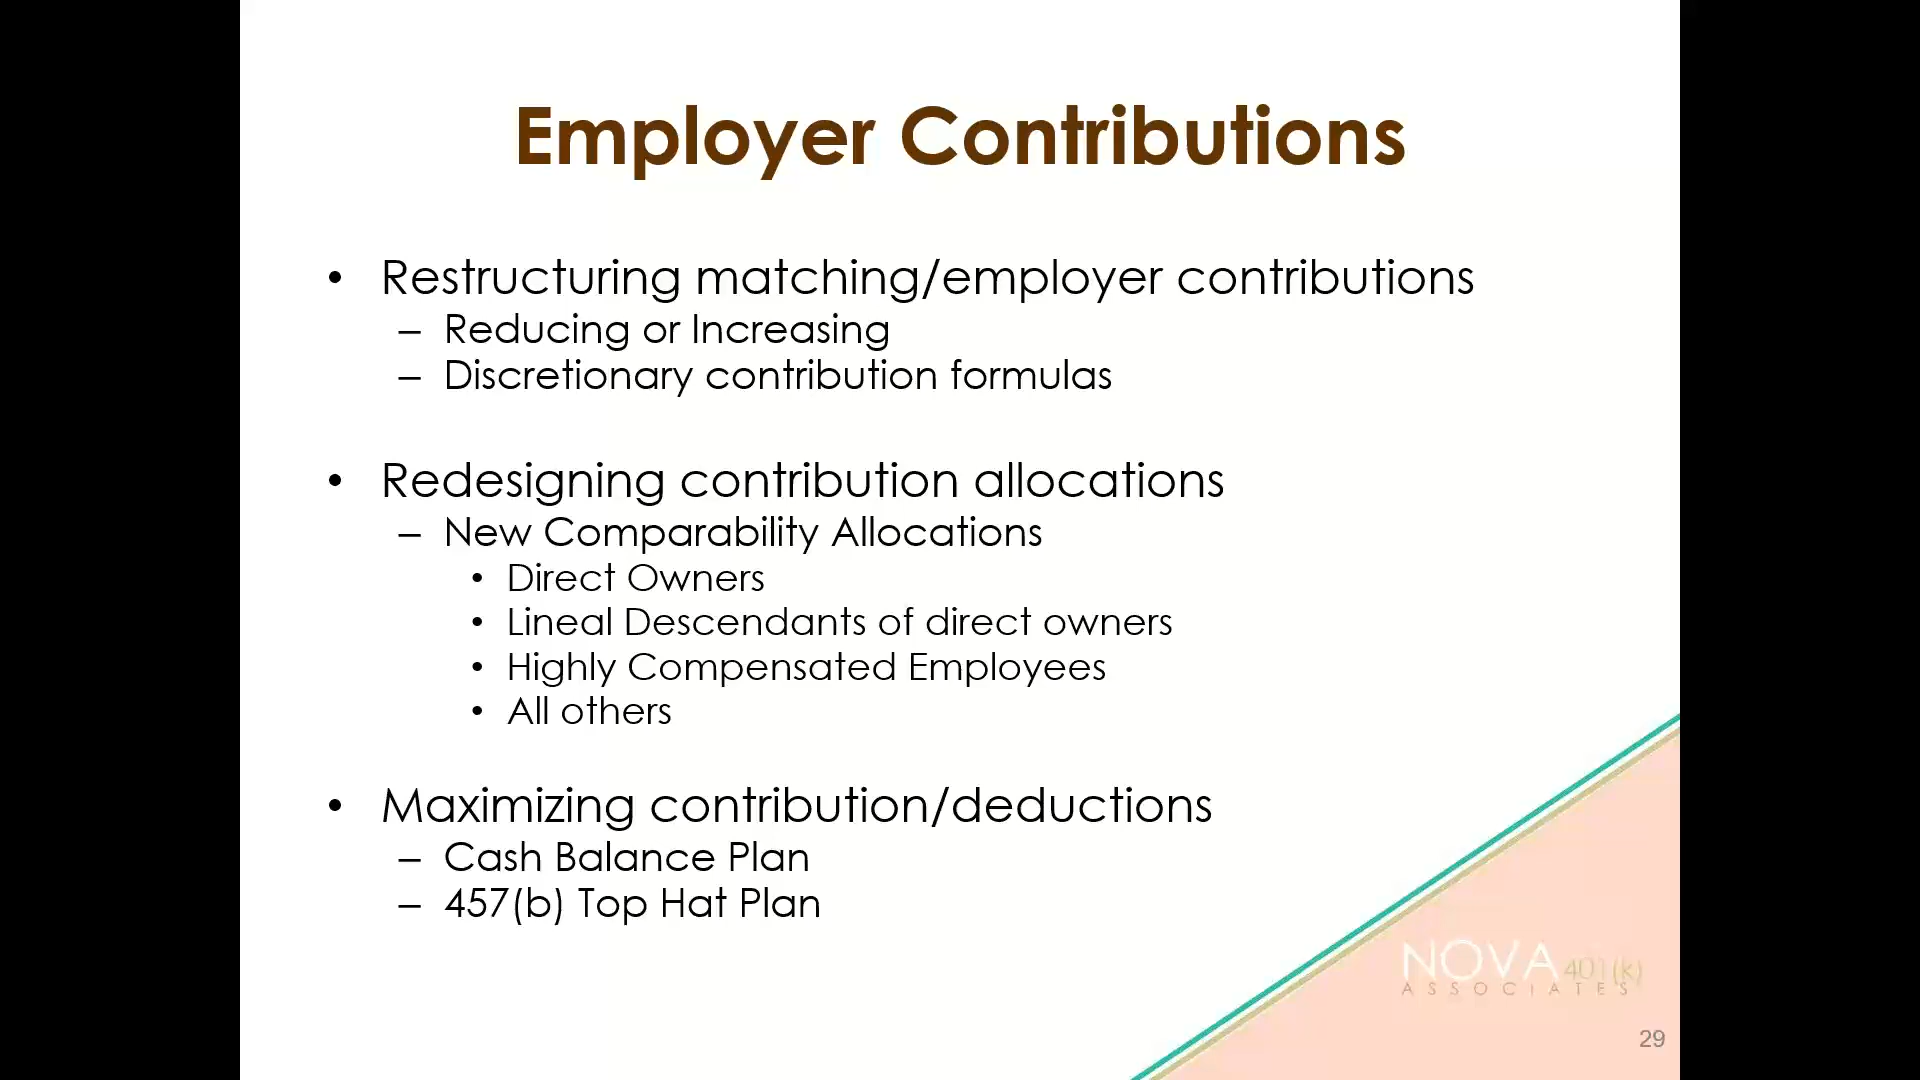 Employer Contributions
• Restructuring matching/employer contributions
– Reducing or Increasing
– Discretionary contribution formulas
• Redesigning contribution allocations
– New Comparability Allocations
• Direct Owners
• Lineal Descendants of direct owners
• Highly Compensated Employees
• All others
• Maximizing contribution/deductions
– Cash Balance Plan
– 457(b) Top Hat Plan
NOVA 401(k)
ASSOCIATES
29